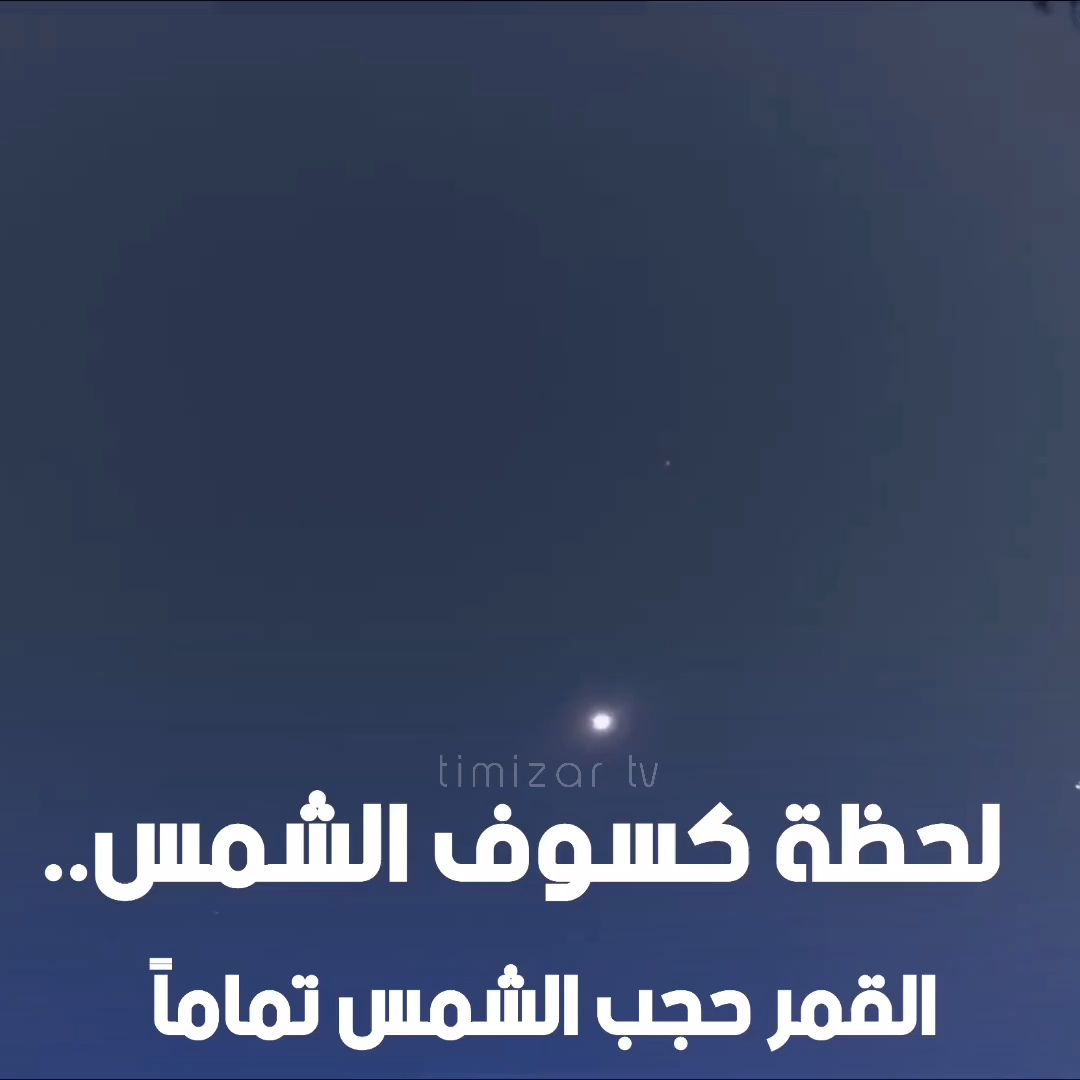 timizar tv
لحظة كسوف الشمس..
القمر حجب الشمس تماماً